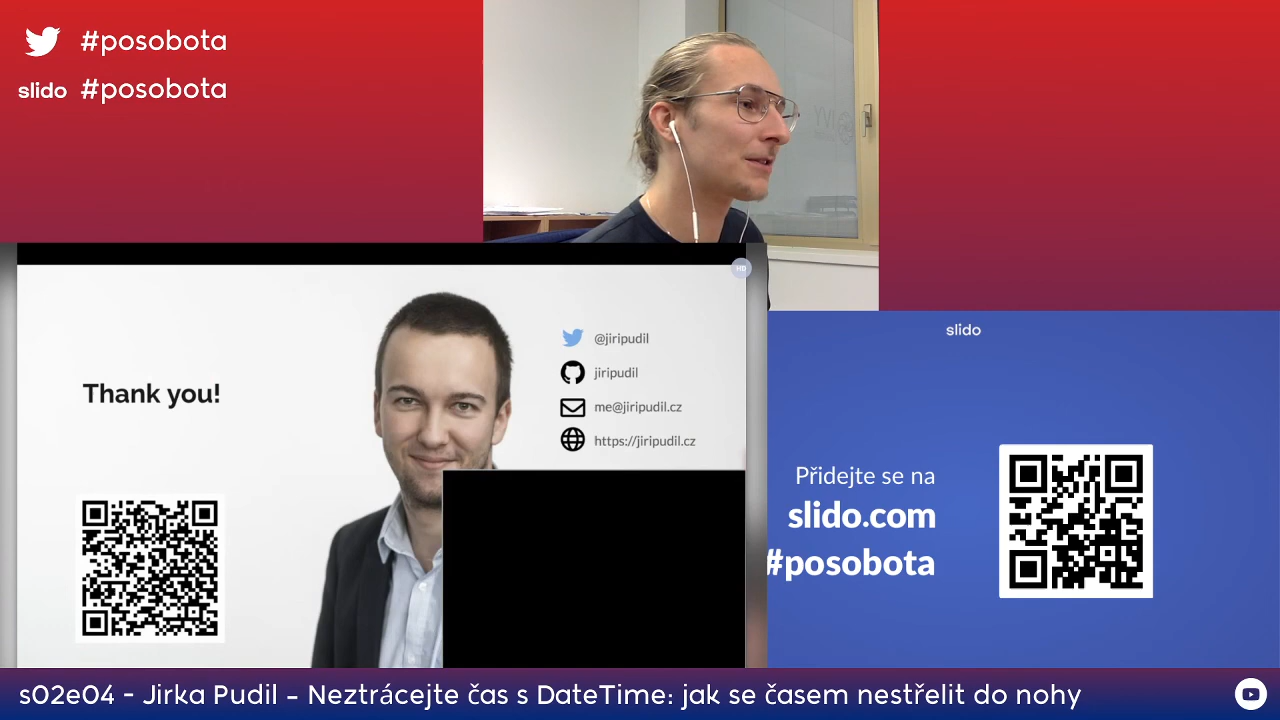 #posobota
slido #posobota
HB
Thank you!
@jiripudil
jiripudil
me@jiripudil.cz
https://jiripudil.cz
slido
Přidejte se na
slido.com
#posobota
s02e04 - Jirka Pudil - Neztrácejte čas s DateTime: jak se časem nestřelit do nohy